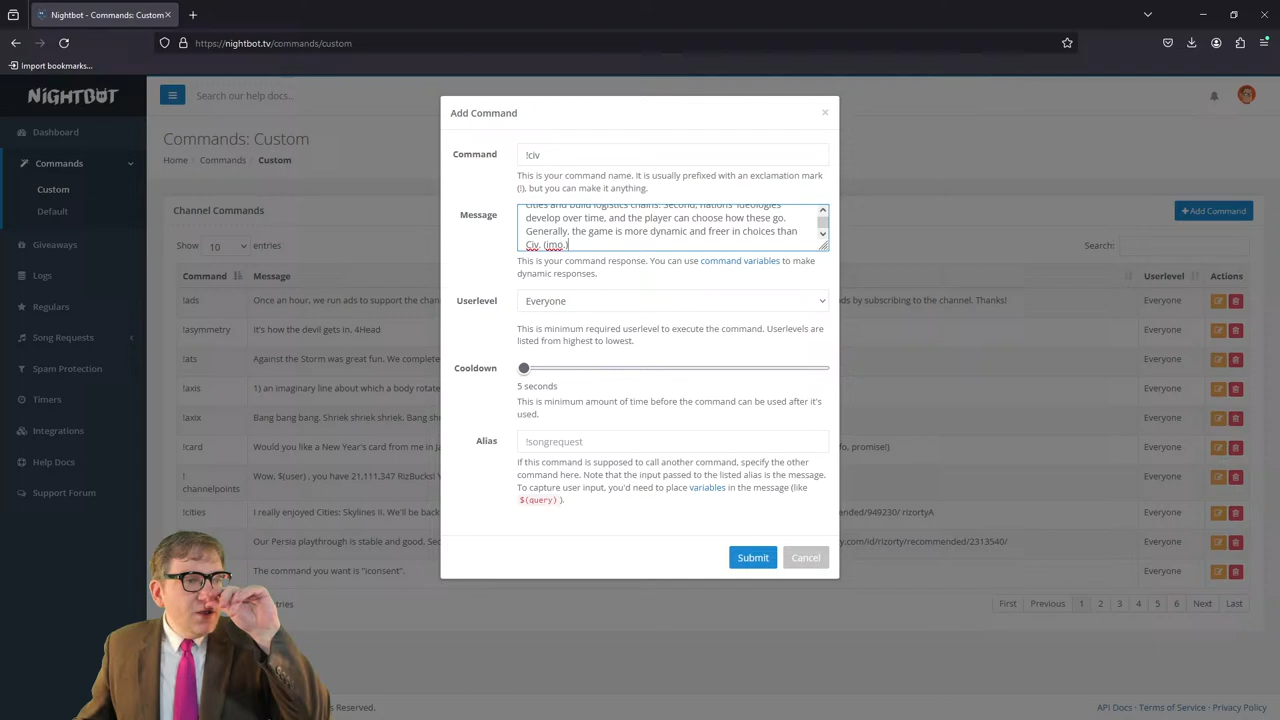 Nightbot - Commands: Custom
https://nightbot.tv/commands/custom
Import bookmarks...
NIGHTBOT
Search our help docs...
Dashboard
Commands
Custom
Default
Giveaways
Logs
Regulars
Song Requests
Spam Protection
Timers
Integrations
Help Docs
Support Forum
Commands: Custom
Home
Commands
Custom
Channel Commands
+Add Command
Show 10 entries
Search:
Command Message Userlevel Actions
!ads Once an hour, we run ads to support the chan ds by subscribing to the channel. Thanks! Everyone
!asymmetry It's how the devil gets in. 4Head Everyone
!ats Against the Storm was great fun. We complete Everyone
!axis 1) an imaginary line about which a body rotate Everyone
!axix Bang bang bang. Shriek shriek shriek. Bang sh Everyone
!card Would you like a New Year's card from me in Ja fo, promise!) Everyone
!
channelpoints Wow, $(user) , you have 21,111,347 RizBucks! Y Everyone
!cities I really enjoyed Cities: Skylines II. We'll be back mended/949230/ rizortyA Everyone
Our Persia playthrough is stable and good. Sec y.com/id/rizorty/recommended/2313540/ Everyone
The command you want is "iconsent". Everyone
entries
First Previous 1 2 3 4 5 6 Next Last
Add Command
×
Command
!civ
This is your command name. It is usually prefixed with an exclamation mark
(!), but you can make it anything.
Message
cities and build logistics chains. Second, nations' ideologies
develop over time, and the player can choose how these go.
Generally, the game is more dynamic and freer in choices than
Civ, (imo.)
This is your command response. You can use command variables to make
dynamic responses.
Userlevel
Everyone
This is minimum required userlevel to execute the command. Userlevels are
listed from highest to lowest.
Cooldown
5 seconds
This is minimum amount of time before the command can be used after it's
used.
Alias
!songrequest
If this command is supposed to call another command, specify the other
command here. Note that the input passed to the listed alias is the message.
To capture user input, you'd need to place variables in the message (like
$(query) ).
Submit
Cancel
s Reserved.
API Docs - Terms of Service - Privacy Policy